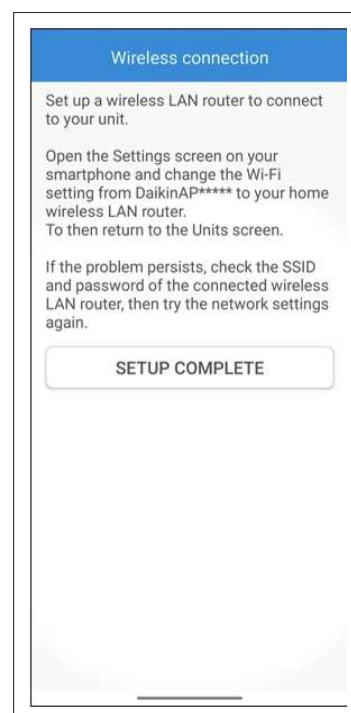 Wireless connection
Set up a wireless LAN router to connect
to your unit.
Open the Settings screen on your
smartphone and change the Wi-Fi
setting from DaikinAP***** to your home
wireless LAN router.
To then return to the Units screen.
If the problem persists, check the SSID
and password of the connected wireless
LAN router, then try the network settings
again.
SETUP COMPLETE